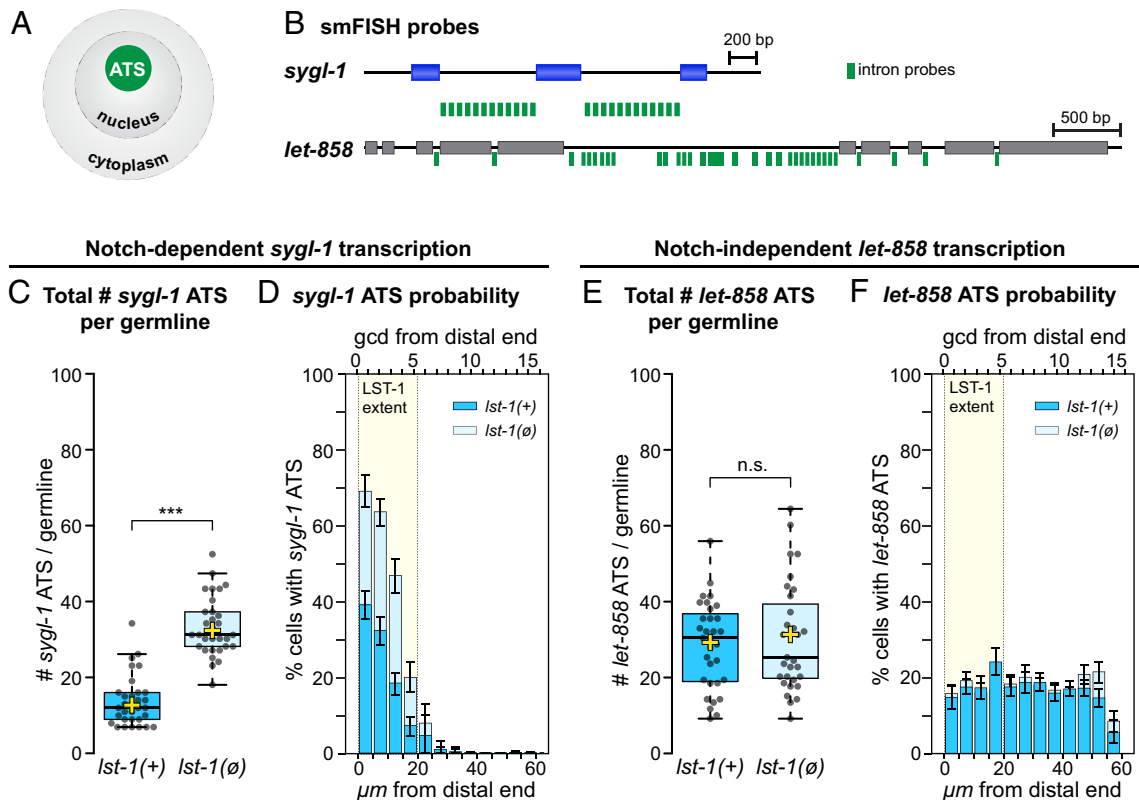 A
ATS
nucleus
cytoplasm
B smFISH probes
200 bp
sygl-1
intron probes
500 bp
let-858
Notch-dependent sygl-1 transcription
Notch-independent let-858 transcription
C Total # sygl-1 ATS
per germline
# sygl-1 ATS / germline
100
80
60
40
20
0
***
lst-1(+) lst-1(ø)
D sygl-1 ATS probability
gcd from distal end
0 5 10 15
% cells with sygl-1 ATS
100
80
60
40
20
0
LST-1
extent
lst-1(+)
lst-1(ø)
0 20 40 60
µm from distal end
E Total # let-858 ATS
per germline
# let-858 ATS / germline
100
80
60
40
20
0
n.s.
lst-1(+) lst-1(ø)
F let-858 ATS probability
gcd from distal end
0 5 10 15
% cells with let-858 ATS
100
80
60
40
20
0
LST-1
extent
lst-1(+)
lst-1(ø)
0 20 40 60
µm from distal end